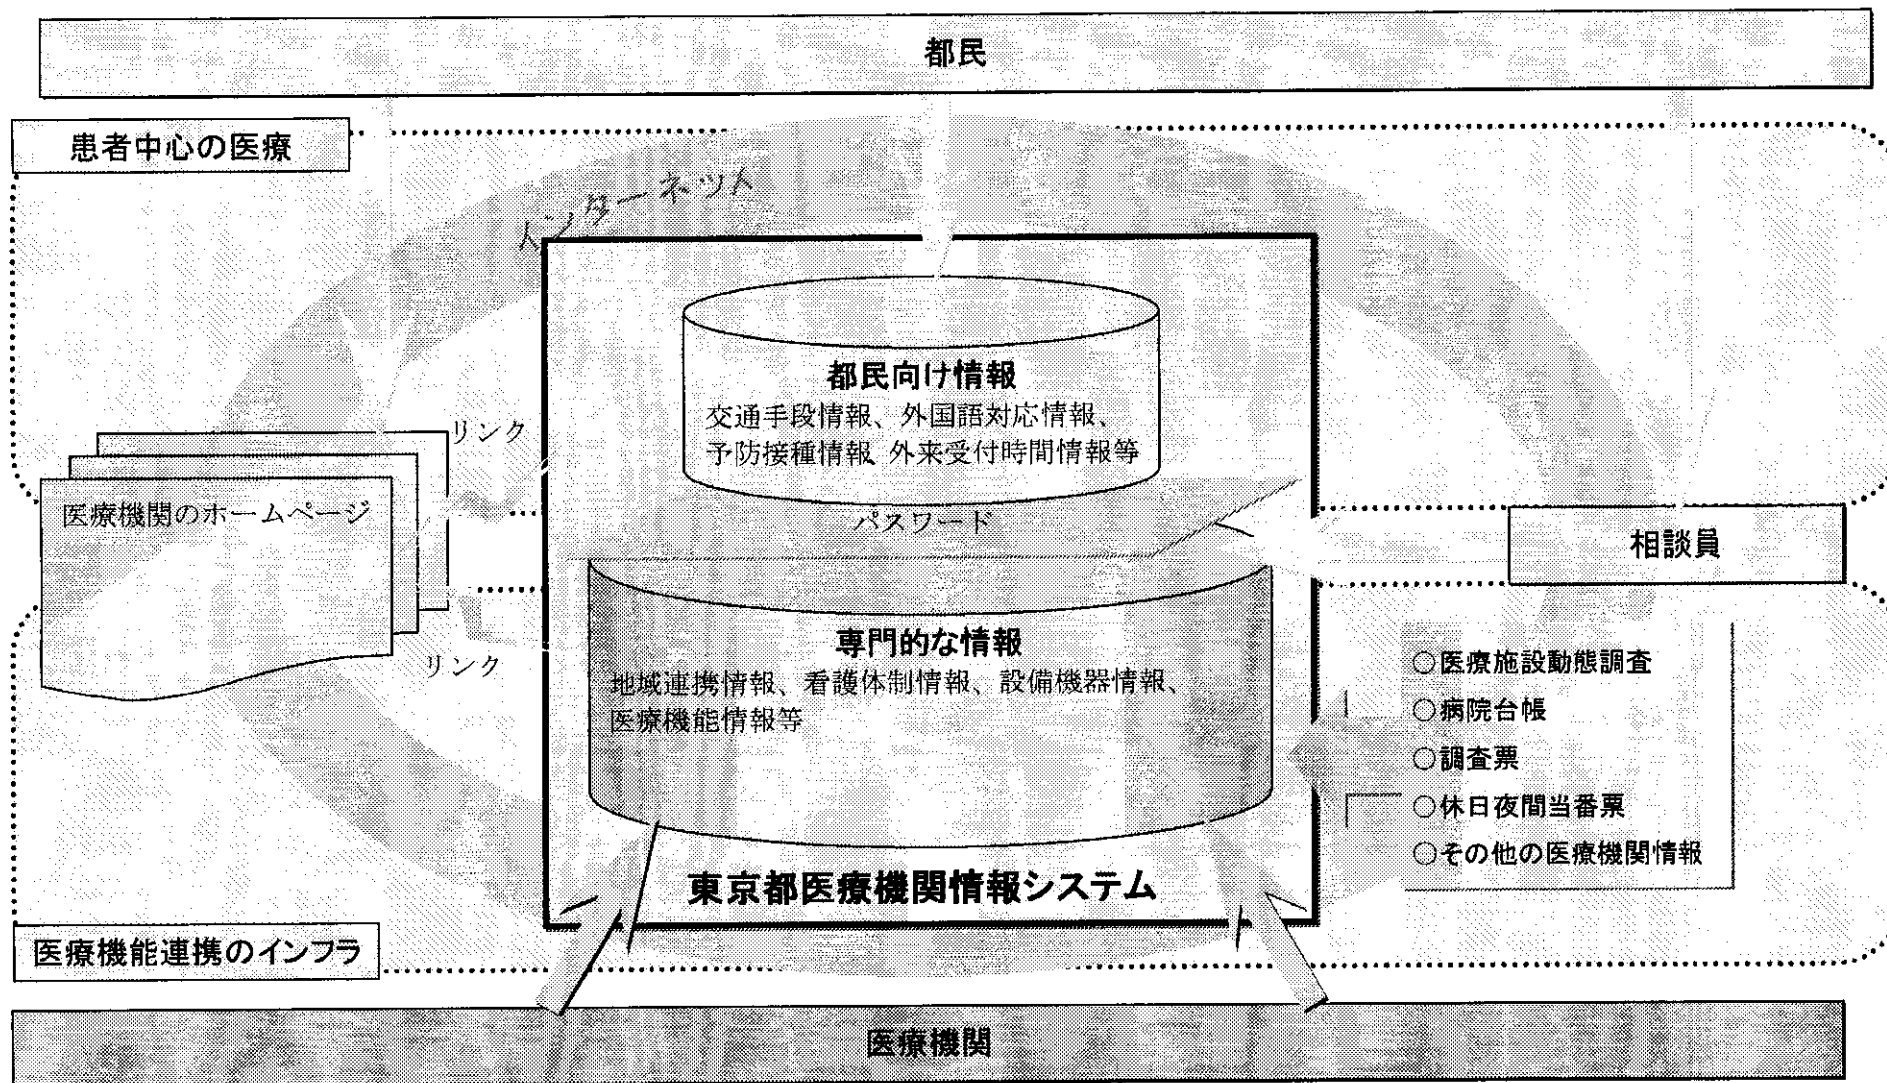 都民
患者中心の医療
インターネット
都民向け情報
交通手段情報、外国語対応情報、
予防接種情報、外来受付時間情報等
リンク
医療機関のホームページ
パスワード
相談員
リンク
専門的な情報
地域連携情報、看護体制情報、設備機器情報、
医療機能情報等
○医療施設動態調査
○病院台帳
○調査票
○休日夜間当番票
○その他の医療機関情報
東京都医療機関情報システム
医療機能連携のインフラ
医療機関